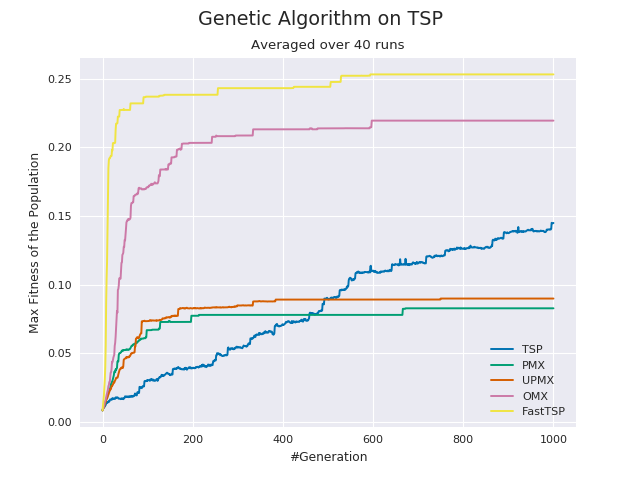 Genetic Algorithm on TSP
Averaged over 40 runs
Max Fitness of the Population
0.25
0.20
0.15
0.10
0.05
0.00
0 200 400 600 800 1000
#Generation
TSP
PMX
UPMX
OMX
FastTSP